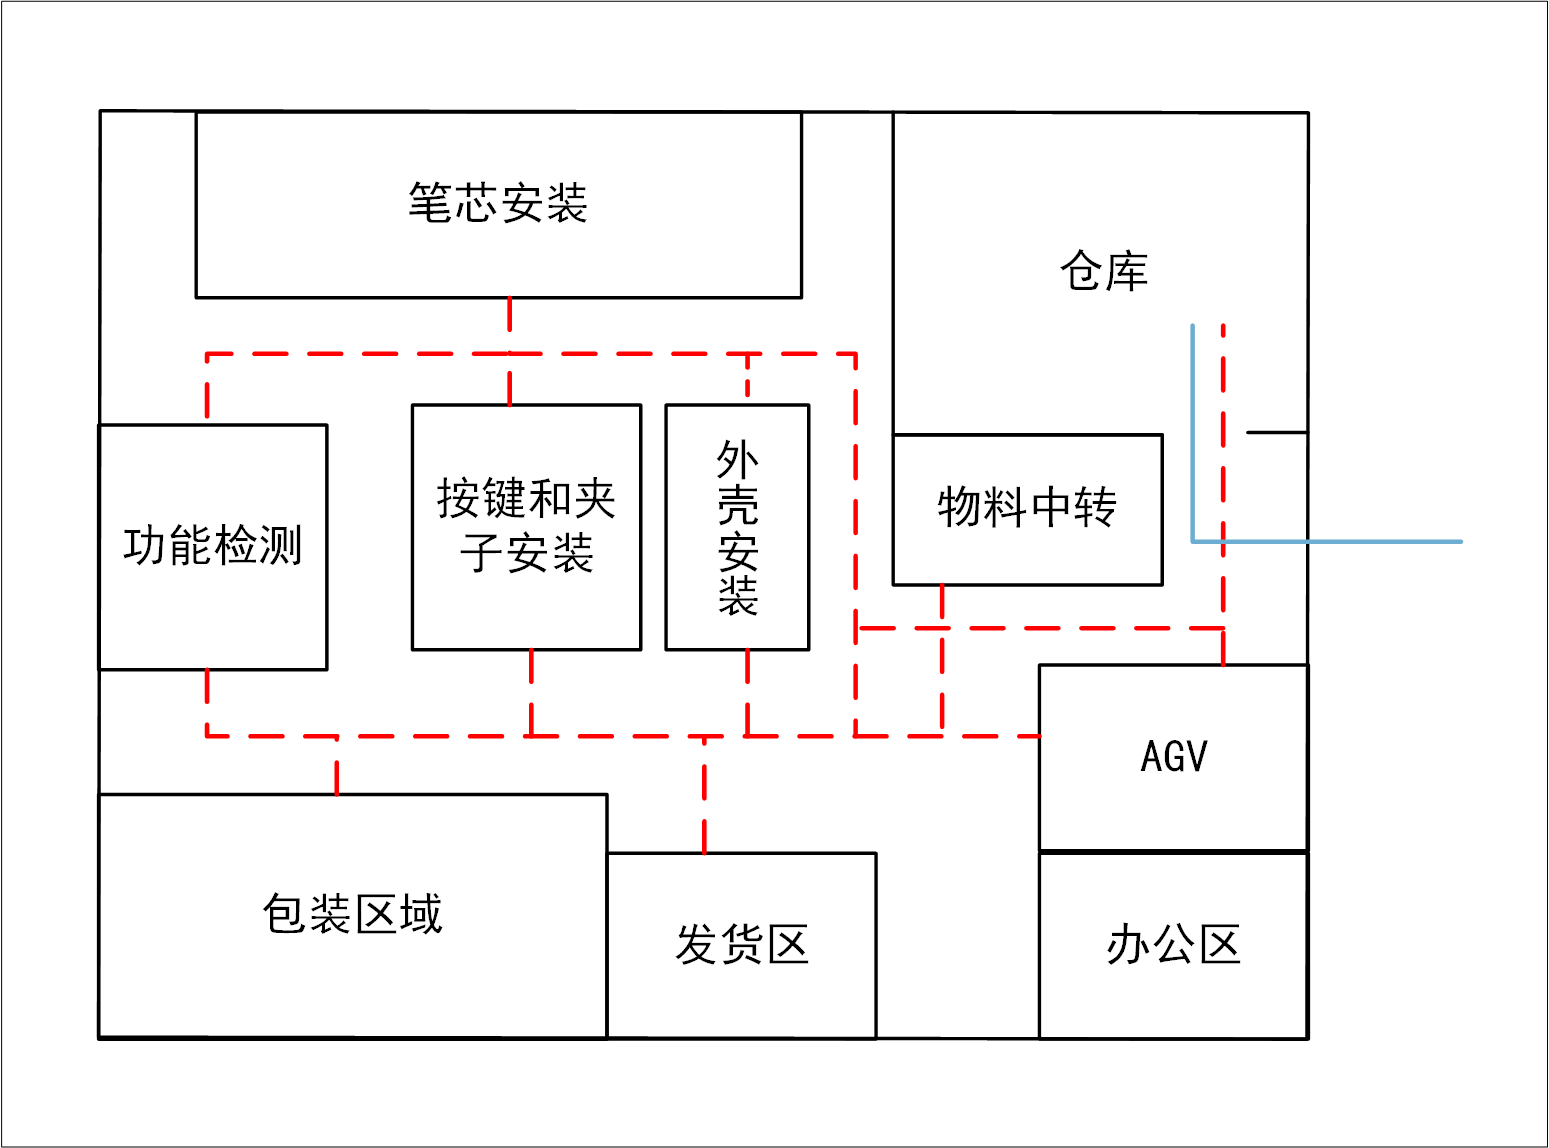 笔芯安装
仓库
功能检测
按键和夹
子安装
外
壳
安
装
物料中转
AGV
包装区域
发货区
办公区